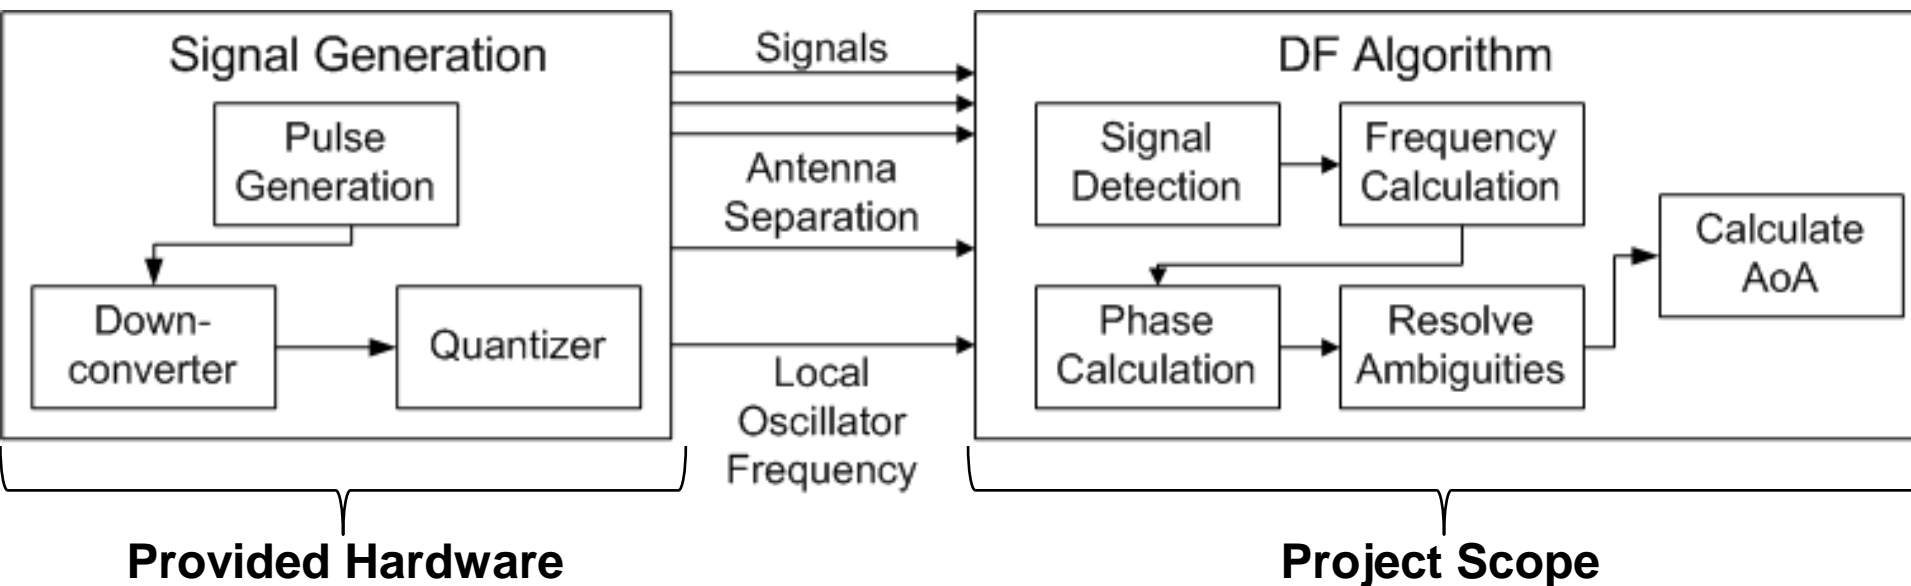 Signal Generation
Pulse
Generation
Down-
converter
Quantizer
Signals
Antenna
Separation
Local
Oscillator
Frequency
DF Algorithm
Signal
Detection
Frequency
Calculation
Phase
Calculation
Resolve
Ambiguities
Calculate
AoA
Provided Hardware
Project Scope